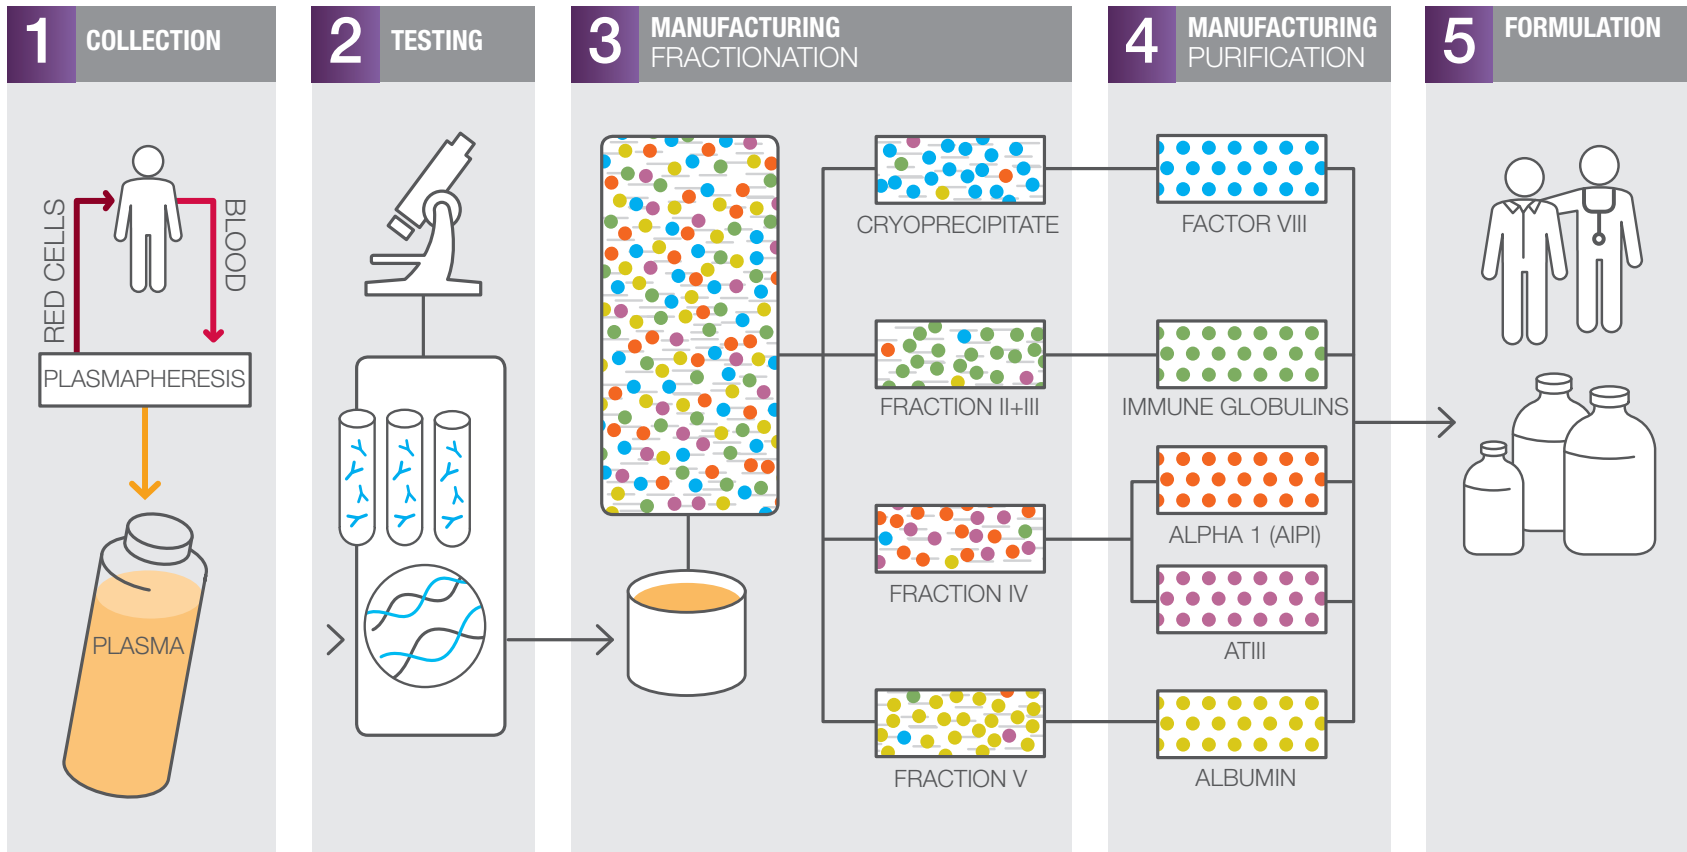 1 COLLECTION
RED CELLS
BLOOD
PLASMAPHERESIS
PLASMA
2 TESTING
3 MANUFACTURING
FRACTIONATION
CRYOPRECIPITATE
FRACTION II+III
FRACTION IV
FRACTION V
4 MANUFACTURING
PURIFICATION
FACTOR VIII
IMMUNE GLOBULINS
ALPHA 1 (AIPI)
ATIII
ALBUMIN
5 FORMULATION